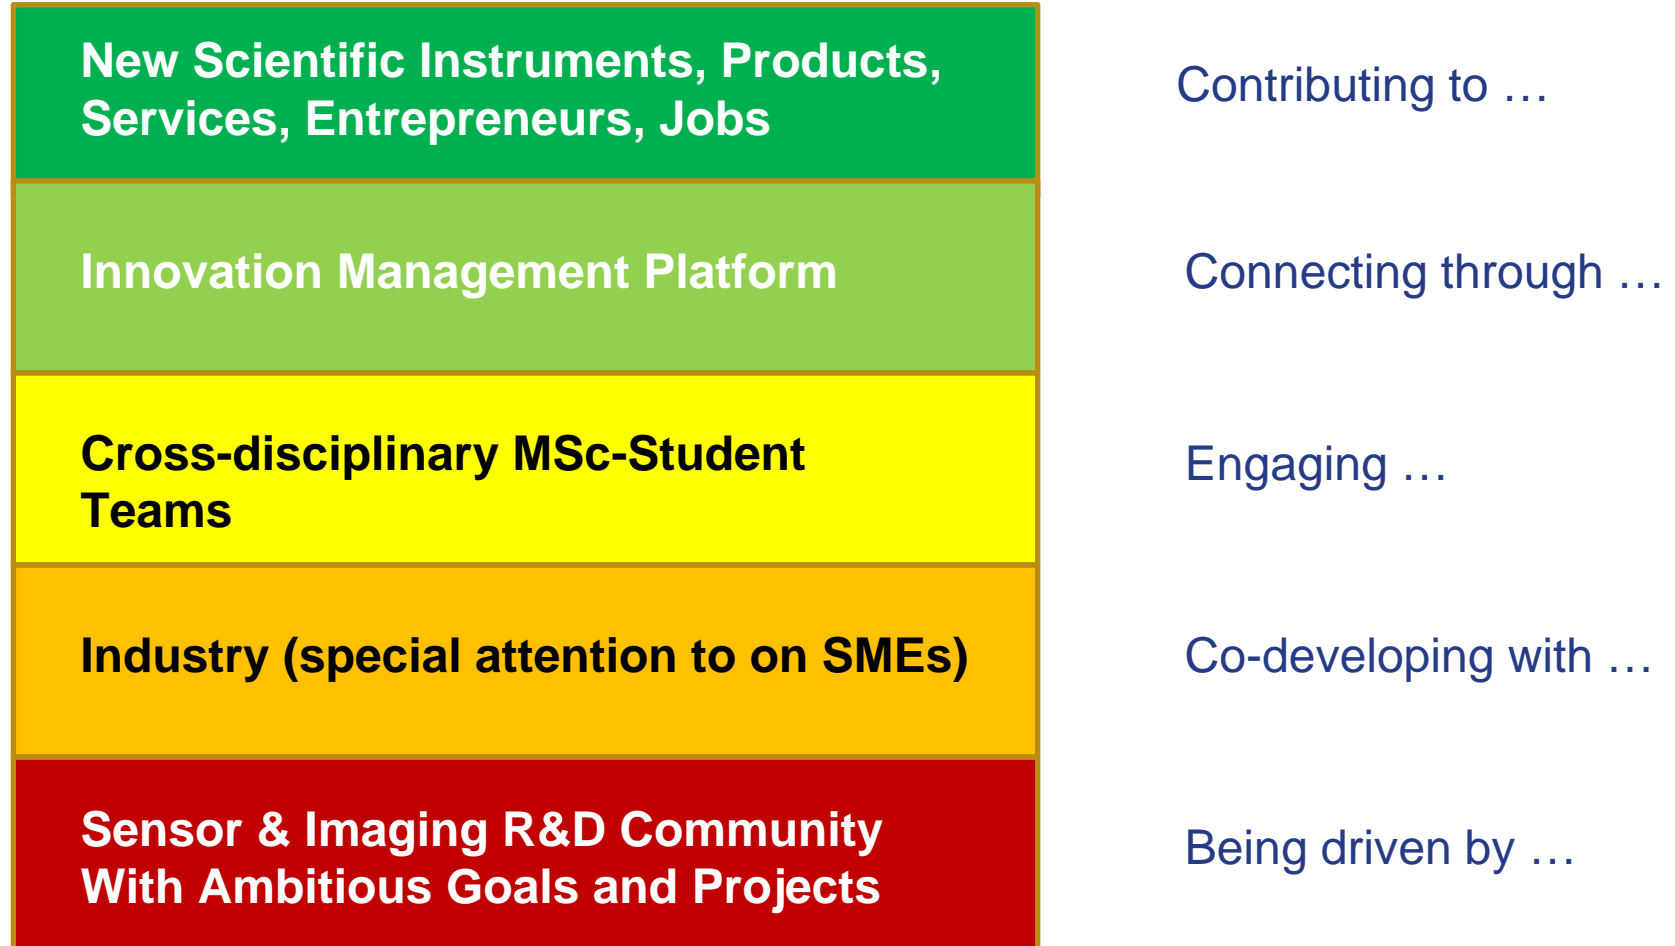 New Scientific Instruments, Products,
Services, Entrepreneurs, Jobs
Contributing to …
Innovation Management Platform
Connecting through …
Cross-disciplinary MSc-Student
Teams
Engaging …
Industry (special attention to on SMEs)
Co-developing with …
Sensor & Imaging R&D Community
With Ambitious Goals and Projects
Being driven by …